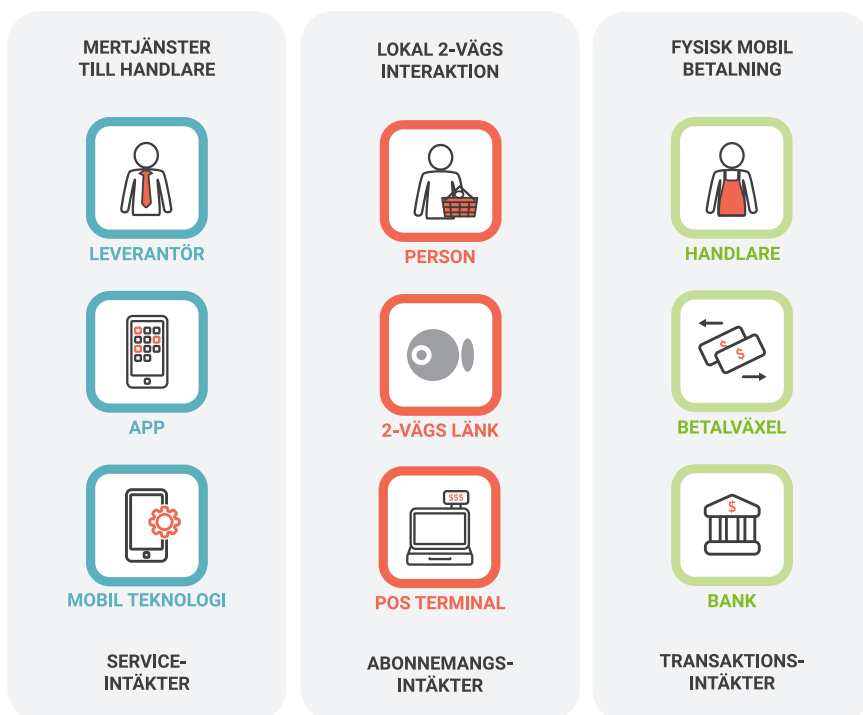 MERTJÄNSTER
TILL HANDLARE
LEVERANTÖR
APP
MOBIL TEKNOLOGI
SERVICE-
INTÄKTER
LOKAL 2-VÄGS
INTERAKTION
PERSON
2-VÄGS LÄNK
$$$
POS TERMINAL
ABONNEMANGS-
INTÄKTER
FYSISK MOBIL
BETALNING
HANDLARE
$
$
BETALVÄXEL
$
BANK
TRANSAKTIONS-
INTÄKTER